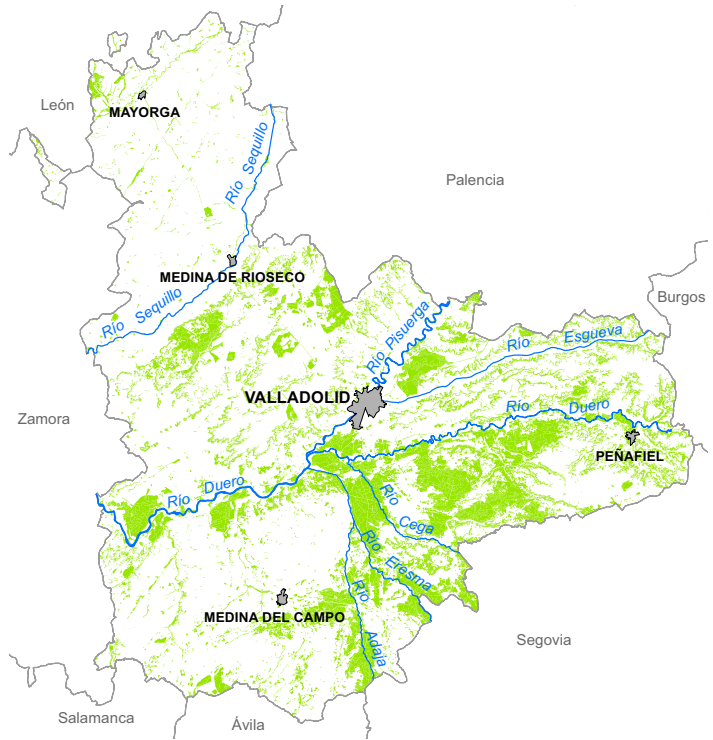 León
MAYORGA
Río Sequillo
Palencia
MEDINA DE RIOSECO
Burgos
Río Sequillo
Río Pisuerga
Río Esgueva
VALLADOLID
Río Duero
Zamora
PEÑAFIEL
Río Duero
Río Cega
Río Eresma
Río Adaja
MEDINA DEL CAMPO
Segovia
Salamanca
Ávila